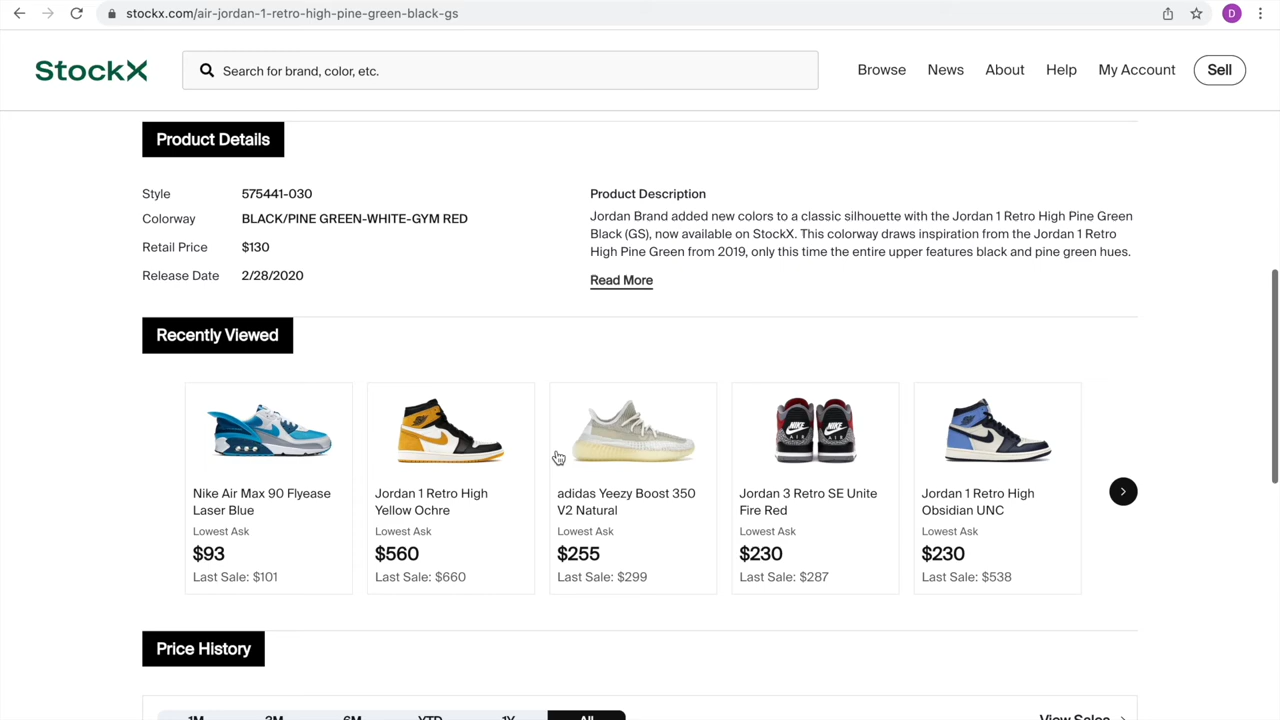 stockx.com/air-jordan-1-retro-high-pine-green-black-gs
D
StockX
Search for brand, color, etc.
Browse
News
About
Help
My Account
Sell
Product Details
Style 575441-030
Colorway BLACK/PINE GREEN-WHITE-GYM RED
Retail Price $130
Release Date 2/28/2020
Product Description
Jordan Brand added new colors to a classic silhouette with the Jordan 1 Retro High Pine Green
Black (GS), now available on StockX. This colorway draws inspiration from the Jordan 1 Retro
High Pine Green from 2019, only this time the entire upper features black and pine green hues.
Read More
Recently Viewed
Nike Air Max 90 Flyease
Laser Blue
Lowest Ask
$93
Last Sale: $101
Jordan 1 Retro High
Yellow Ochre
Lowest Ask
$560
Last Sale: $660
adidas Yeezy Boost 350
V2 Natural
Lowest Ask
$255
Last Sale: $299
Jordan 3 Retro SE Unite
Fire Red
Lowest Ask
$230
Last Sale: $287
Jordan 1 Retro High
Obsidian UNC
Lowest Ask
$230
Last Sale: $538
Price History
1M
3M
6M
YTD
1Y
All
View Sales